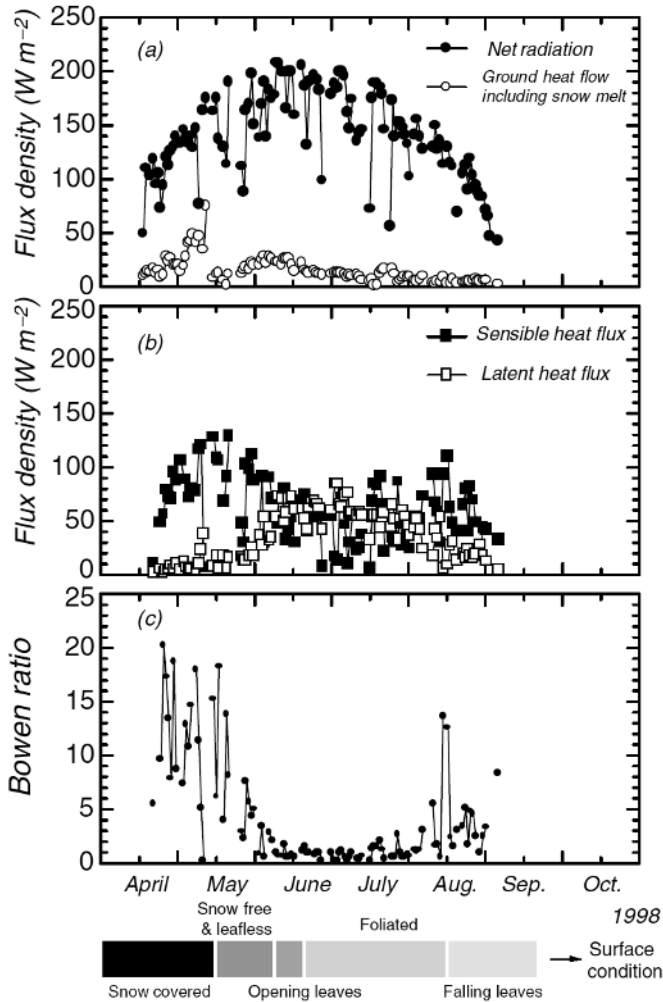 (a)
Net radiation
Ground heat flow
including snow melt
Flux density (W m⁻²)
250
200
150
100
50
0
(b)
Sensible heat flux
Latent heat flux
Flux density (W m⁻²)
250
200
150
100
50
0
(c)
Bowen ratio
25
20
15
10
5
0
April May June July Aug. Sep. Oct.
1998
Snow free
& leafless
Foliated
Surface
condition
Snow covered Opening leaves Falling leaves